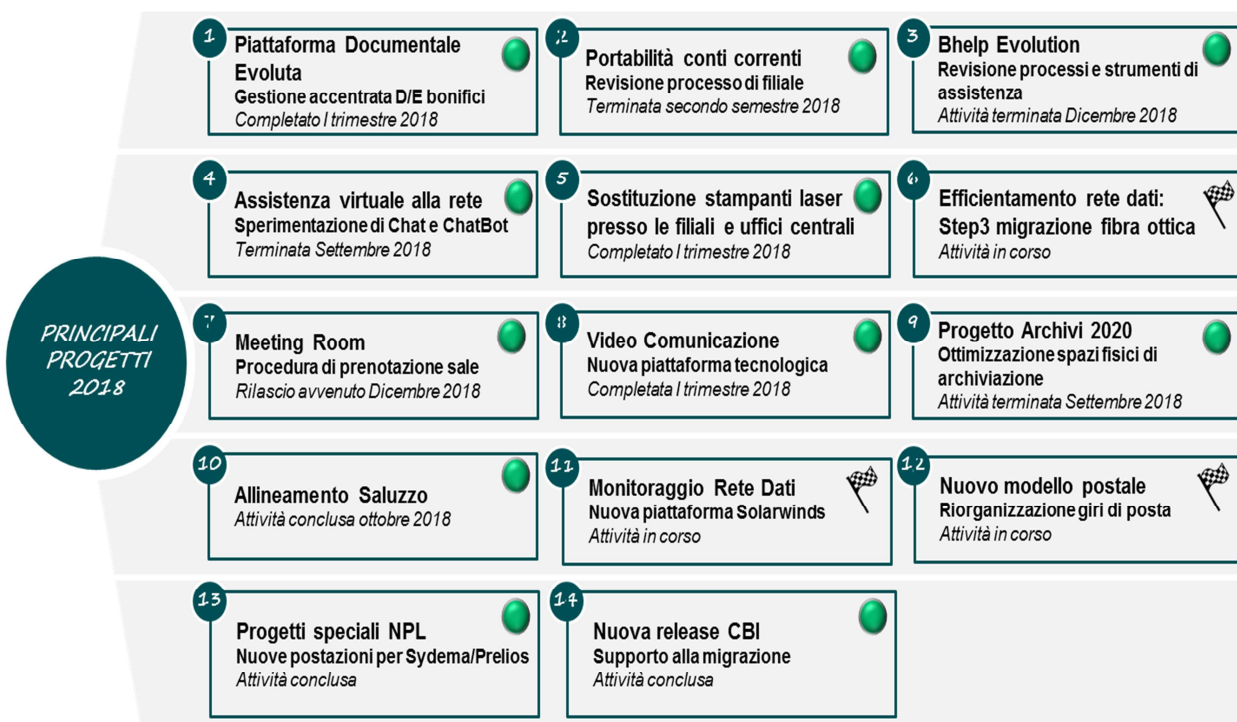 PRINCIPALI
PROGETTI
2018
1
Piattaforma Documentale
Evoluta
Gestione accentrata D/E bonifici
Completato I trimestre 2018
2
Portabilità conti correnti
Revisione processo di filiale
Terminata secondo semestre 2018
3
Bhelp Evolution
Revisione processi e strumenti di
assistenza
Attività terminata Dicembre 2018
4
Assistenza virtuale alla rete
Sperimentazione di Chat e ChatBot
Terminata Settembre 2018
5
Sostituzione stampanti laser
presso le filiali e uffici centrali
Completato I trimestre 2018
6
Efficientamento rete dati:
Step3 migrazione fibra ottica
Attività in corso
7
Meeting Room
Procedura di prenotazione sale
Rilascio avvenuto Dicembre 2018
8
Video Comunicazione
Nuova piattaforma tecnologica
Completata I trimestre 2018
9
Progetto Archivi 2020
Ottimizzazione spazi fisici di
archiviazione
Attività terminata Settembre 2018
10
Allineamento Saluzzo
Attività conclusa ottobre 2018
11
Monitoraggio Rete Dati
Nuova piattaforma Solarwinds
Attività in corso
12
Nuovo modello postale
Riorganizzazione giri di posta
Attività in corso
13
Progetti speciali NPL
Nuove postazioni per Sydema/Prelios
Attività conclusa
14
Nuova release CBI
Supporto alla migrazione
Attività conclusa